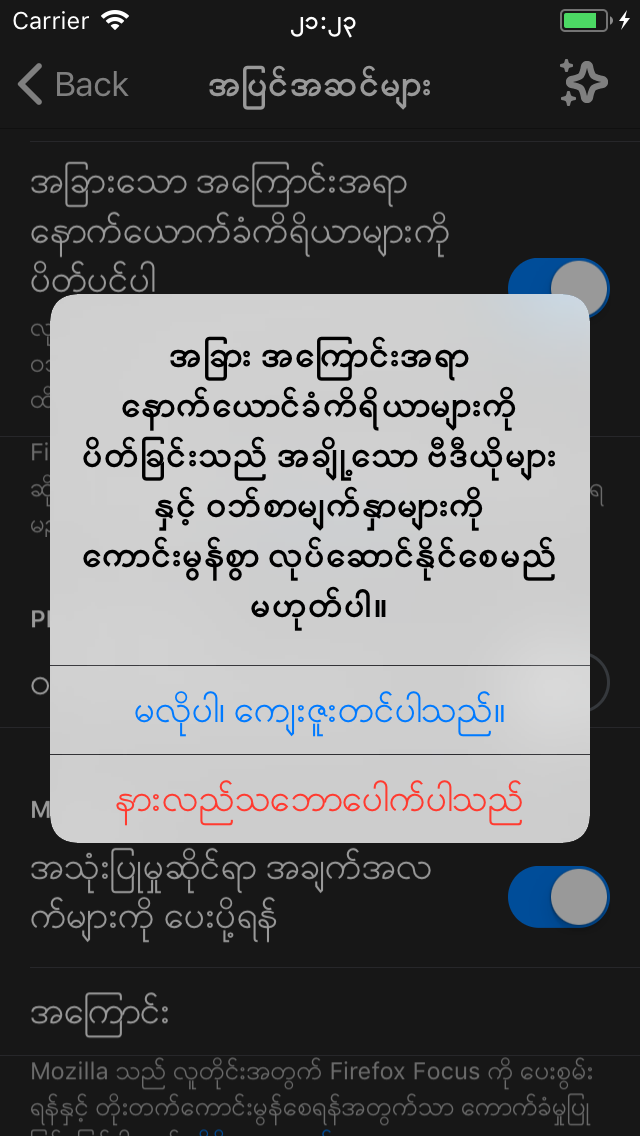 Carrier ၂၁:၂၃
Back အပြင်အဆင်များ
အခြားသော အကြောင်းအရာ
နောက်ယောက်ခံကိရိယာများကို
ပိတ်ပင်ပါ
အခြား အကြောင်းအရာ
နောက်ယောင်ခံကိရိယာများကို
ပိတ်ခြင်းသည် အချို့သော ဗီဒီယိုများ
နှင့် ဝဘ်စာမျက်နှာများကို
ကောင်းမွန်စွာ လုပ်ဆောင်နိုင်စေမည်
မဟုတ်ပါ။
မလိုပါ၊ ကျေးဇူးတင်ပါသည်။
နားလည်သဘောပေါက်ပါသည်
အသုံးပြုမှုဆိုင်ရာ အချက်အလ
က်များကို ပေးပို့ရန်
အကြောင်း
Mozilla သည် လူတိုင်းအတွက် Firefox Focus ကို ပေးစွမ်း
ရန်နှင့် တိုးတက်ကောင်းမွန်စေရန်အတွက်သာ ကောက်ခံမှုပြု